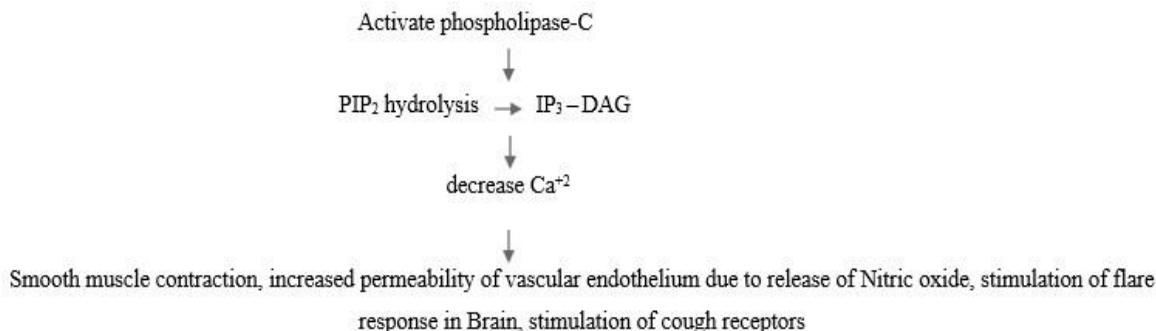 Activate phospholipase-C
PIP₂ hydrolysis → IP₃ – DAG
decrease Ca⁺²
Smooth muscle contraction, increased permeability of vascular endothelium due to release of Nitric oxide, stimulation of flare
response in Brain, stimulation of cough receptors